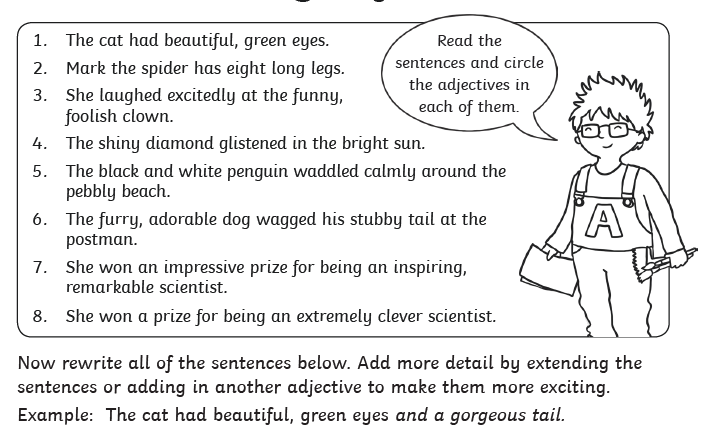 1. The cat had beautiful, green eyes.
2. Mark the spider has eight long legs.
3. She laughed excitedly at the funny,
foolish clown.
4. The shiny diamond glistened in the bright sun.
5. The black and white penguin waddled calmly around the
pebbly beach.
6. The furry, adorable dog wagged his stubby tail at the
postman.
7. She won an impressive prize for being an inspiring,
remarkable scientist.
8. She won a prize for being an extremely clever scientist.
Read the
sentences and circle
the adjectives in
each of them.
A
Now rewrite all of the sentences below. Add more detail by extending the
sentences or adding in another adjective to make them more exciting.
Example: The cat had beautiful, green eyes and a gorgeous tail.